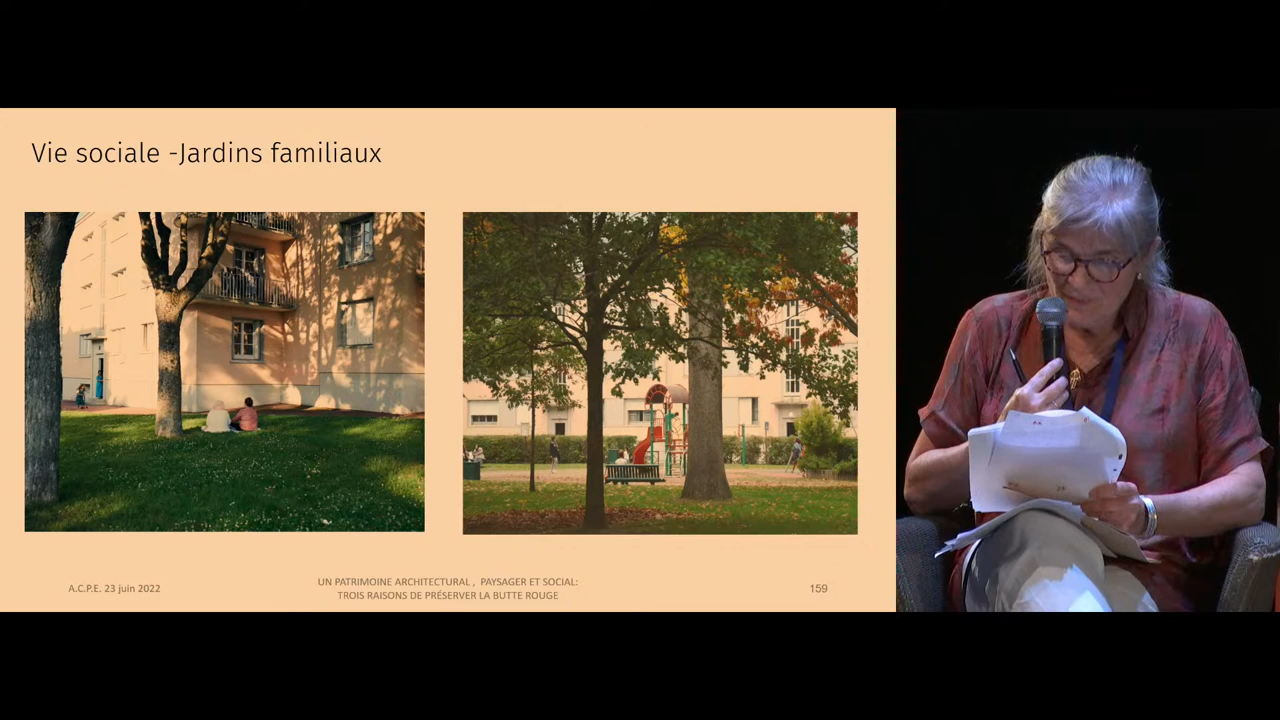 Vie sociale -Jardins familiaux
A.C.P.E. 23 juin 2022
UN PATRIMOINE ARCHITECTURAL , PAYSAGER ET SOCIAL:
TROIS RAISONS DE PRÉSERVER LA BUTTE ROUGE
159